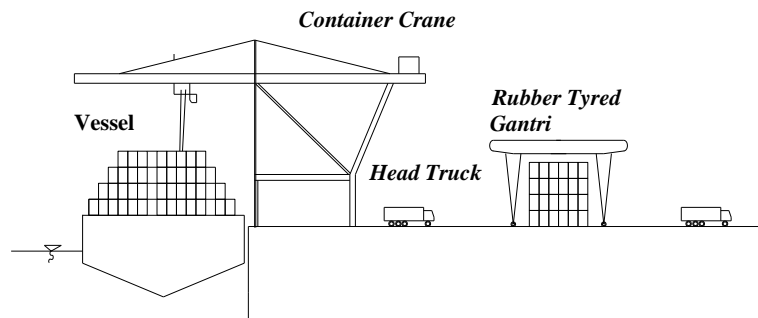 Container Crane
Vessel
Rubber Tyred
Gantri
Head Truck